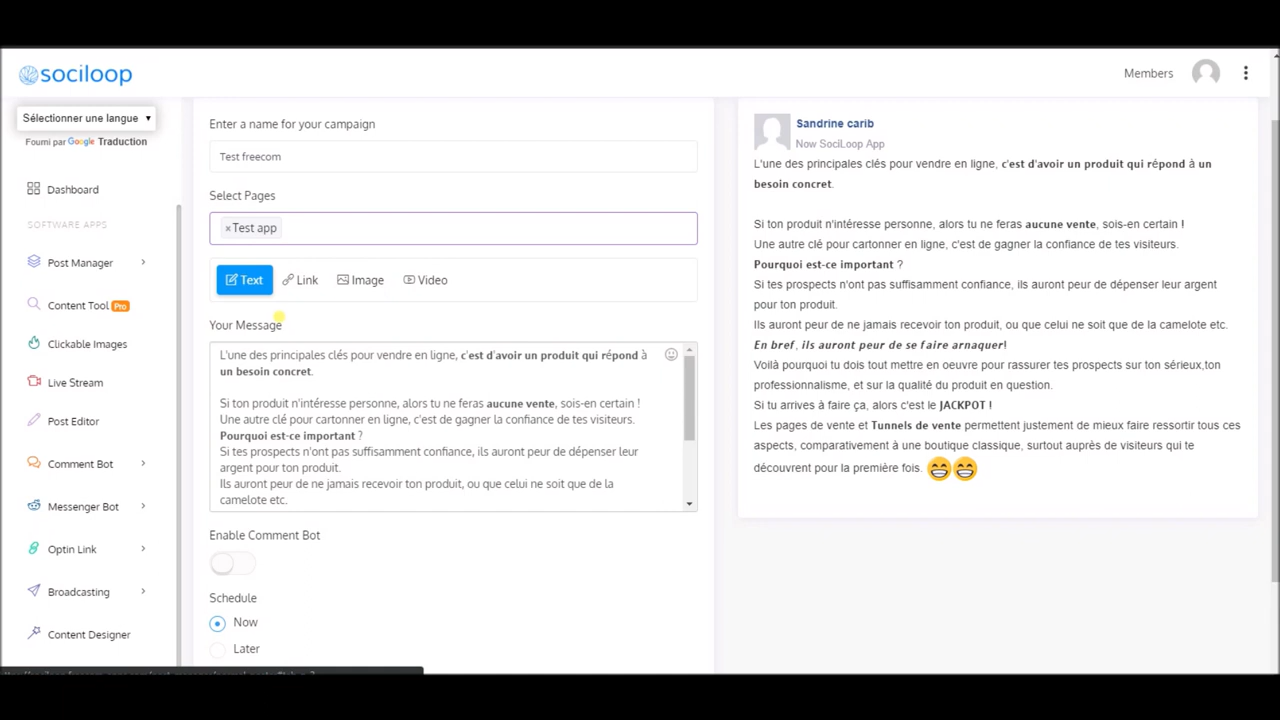 sociloop
Members
Sélectionner une langue
Fourni par Google Traduction
Dashboard
SOFTWARE APPS
Post Manager
Content Tool Pro
Clickable Images
Live Stream
Post Editor
Comment Bot
Messenger Bot
Optin Link
Broadcasting
Content Designer
Enter a name for your campaign
Test freecom
Select Pages
×Test app
Text Link Image Video
Your Message
L'une des principales clés pour vendre en ligne, c'est d'avoir un produit qui répond à
un besoin concret.
Si ton produit n'intéresse personne, alors tu ne feras aucune vente, sois-en certain !
Une autre clé pour cartonner en ligne, c'est de gagner la confiance de tes visiteurs.
Pourquoi est-ce important ?
Si tes prospects n'ont pas suffisamment confiance, ils auront peur de dépenser leur
argent pour ton produit.
Ils auront peur de ne jamais recevoir ton produit, ou que celui ne soit que de la
camelote etc.
Enable Comment Bot
Schedule
Now
Later
Sandrine carib
Now SociLoop App
L'une des principales clés pour vendre en ligne, c'est d'avoir un produit qui répond à un
besoin concret.
Si ton produit n'intéresse personne, alors tu ne feras aucune vente, sois-en certain !
Une autre clé pour cartonner en ligne, c'est de gagner la confiance de tes visiteurs.
Pourquoi est-ce important ?
Si tes prospects n'ont pas suffisamment confiance, ils auront peur de dépenser leur argent
pour ton produit.
Ils auront peur de ne jamais recevoir ton produit, ou que celui ne soit que de la camelote etc.
En bref, ils auront peur de se faire arnaquer!
Voilà pourquoi tu dois tout mettre en oeuvre pour rassurer tes prospects sur ton sérieux,ton
professionnalisme, et sur la qualité du produit en question.
Si tu arrives à faire ça, alors c'est le JACKPOT !
Les pages de vente et Tunnels de vente permettent justement de mieux faire ressortir tous ces
aspects, comparativement à une boutique classique, surtout auprès de visiteurs qui te
découvrent pour la première fois. 😁😁